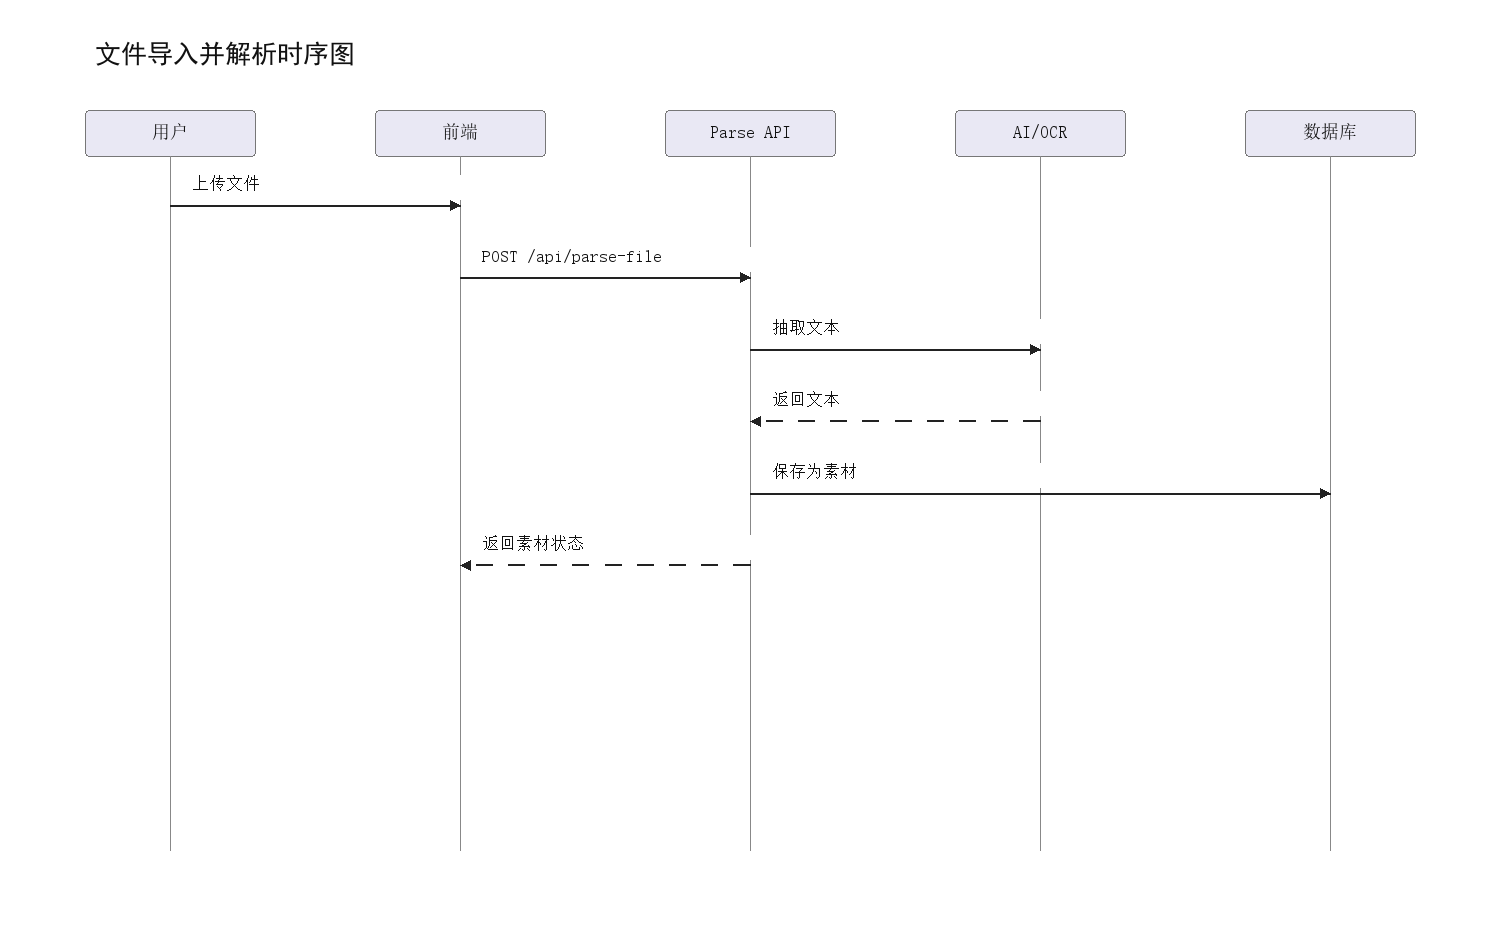 文件导入并解析时序图
用户
前端
Parse API
AI/OCR
数据库
上传文件
POST /api/parse-file
抽取文本
返回文本
保存为素材
返回素材状态